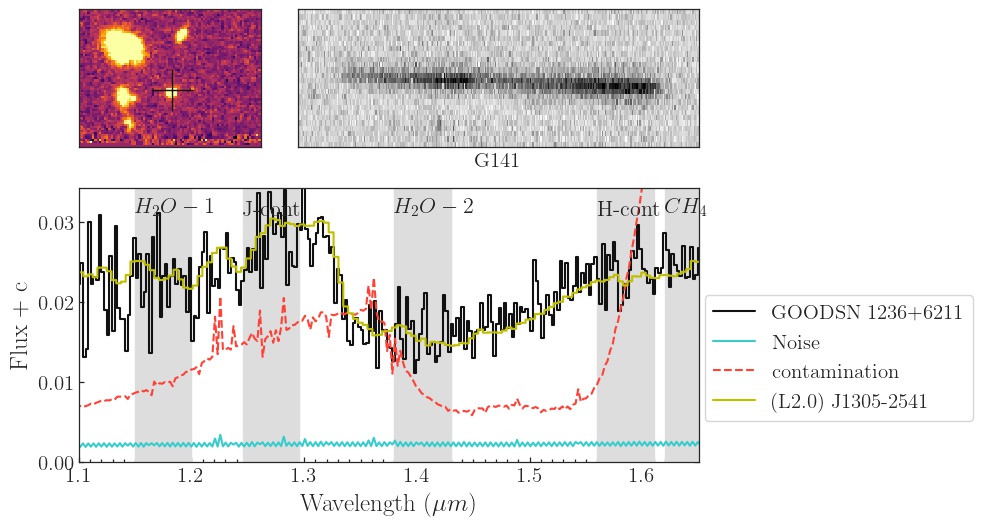 G141
H₂O − 1 J-cont H₂O − 2 H-cont CH₄
0.03
0.02
0.01
0.00
Flux + c
1.1 1.2 1.3 1.4 1.5 1.6
Wavelength (μm)
GOODSN 1236+6211
Noise
contamination
(L2.0) J1305-2541